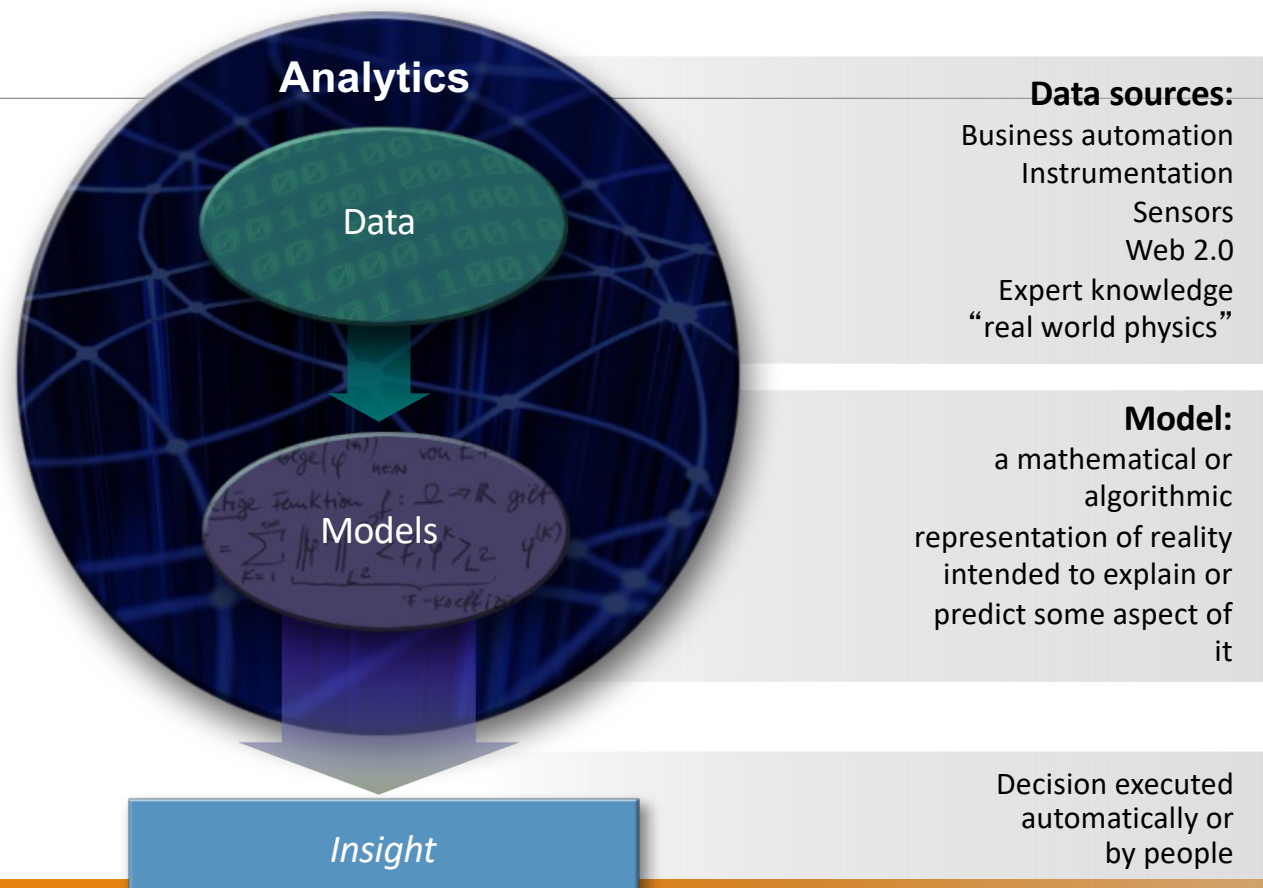 Analytics
Data
Models
Insight
Data sources:
Business automation
Instrumentation
Sensors
Web 2.0
Expert knowledge
“real world physics”
Model:
a mathematical or
algorithmic
representation of reality
intended to explain or
predict some aspect of
it
Decision executed
automatically or
by people